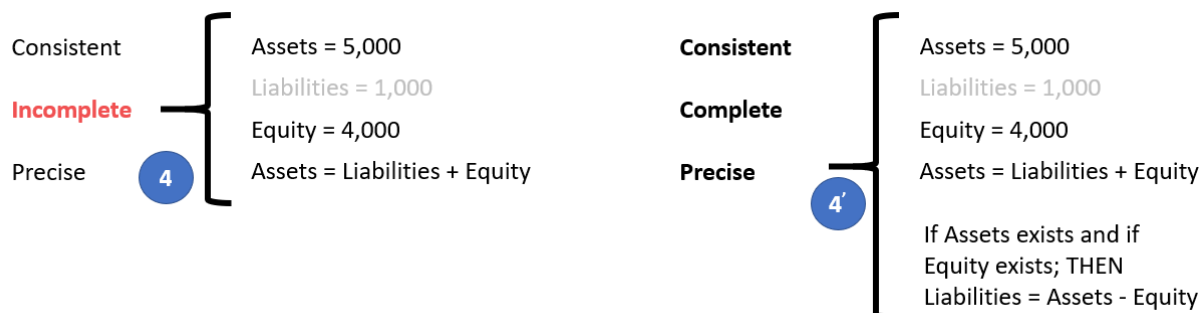 Consistent
Incomplete
Precise
4
Assets = 5,000
Liabilities = 1,000
Equity = 4,000
Assets = Liabilities + Equity
Consistent
Complete
Precise
4′
Assets = 5,000
Liabilities = 1,000
Equity = 4,000
Assets = Liabilities + Equity
If Assets exists and if
Equity exists; THEN
Liabilities = Assets - Equity